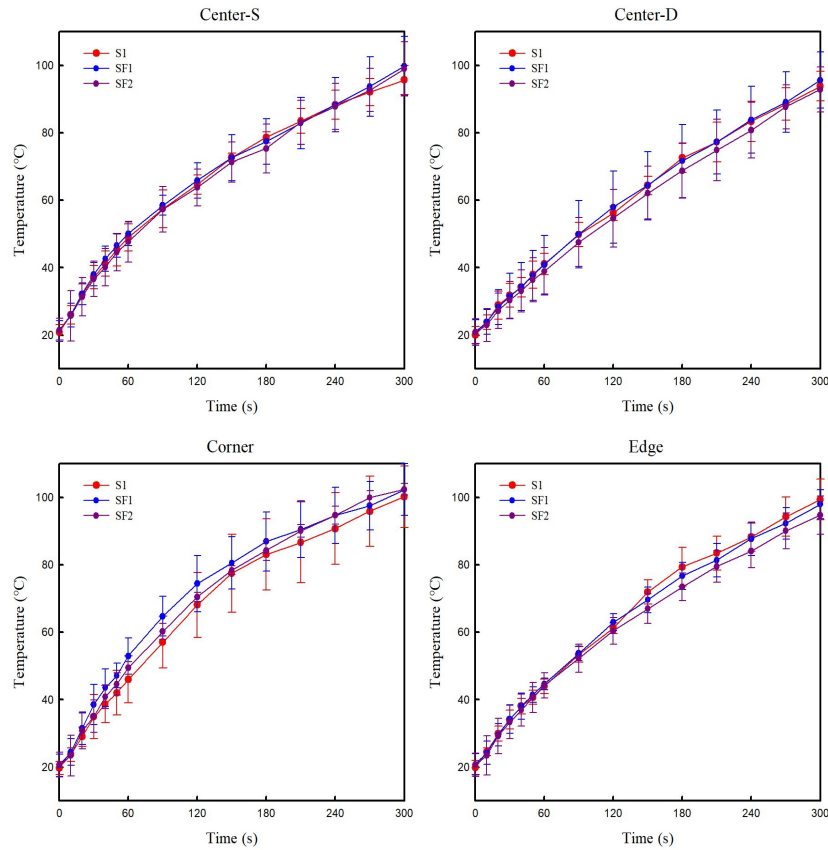 Center-S
S1
SF1
SF2
Temperature (°C)
100
80
60
40
20
0 60 120 180 240 300
Time (s)
Center-D
S1
SF1
SF2
Temperature (°C)
100
80
60
40
20
0 60 120 180 240 300
Time (s)
Corner
S1
SF1
SF2
Temperature (°C)
100
80
60
40
20
0 60 120 180 240 300
Time (s)
Edge
S1
SF1
SF2
Temperature (°C)
100
80
60
40
20
0 60 120 180 240 300
Time (s)